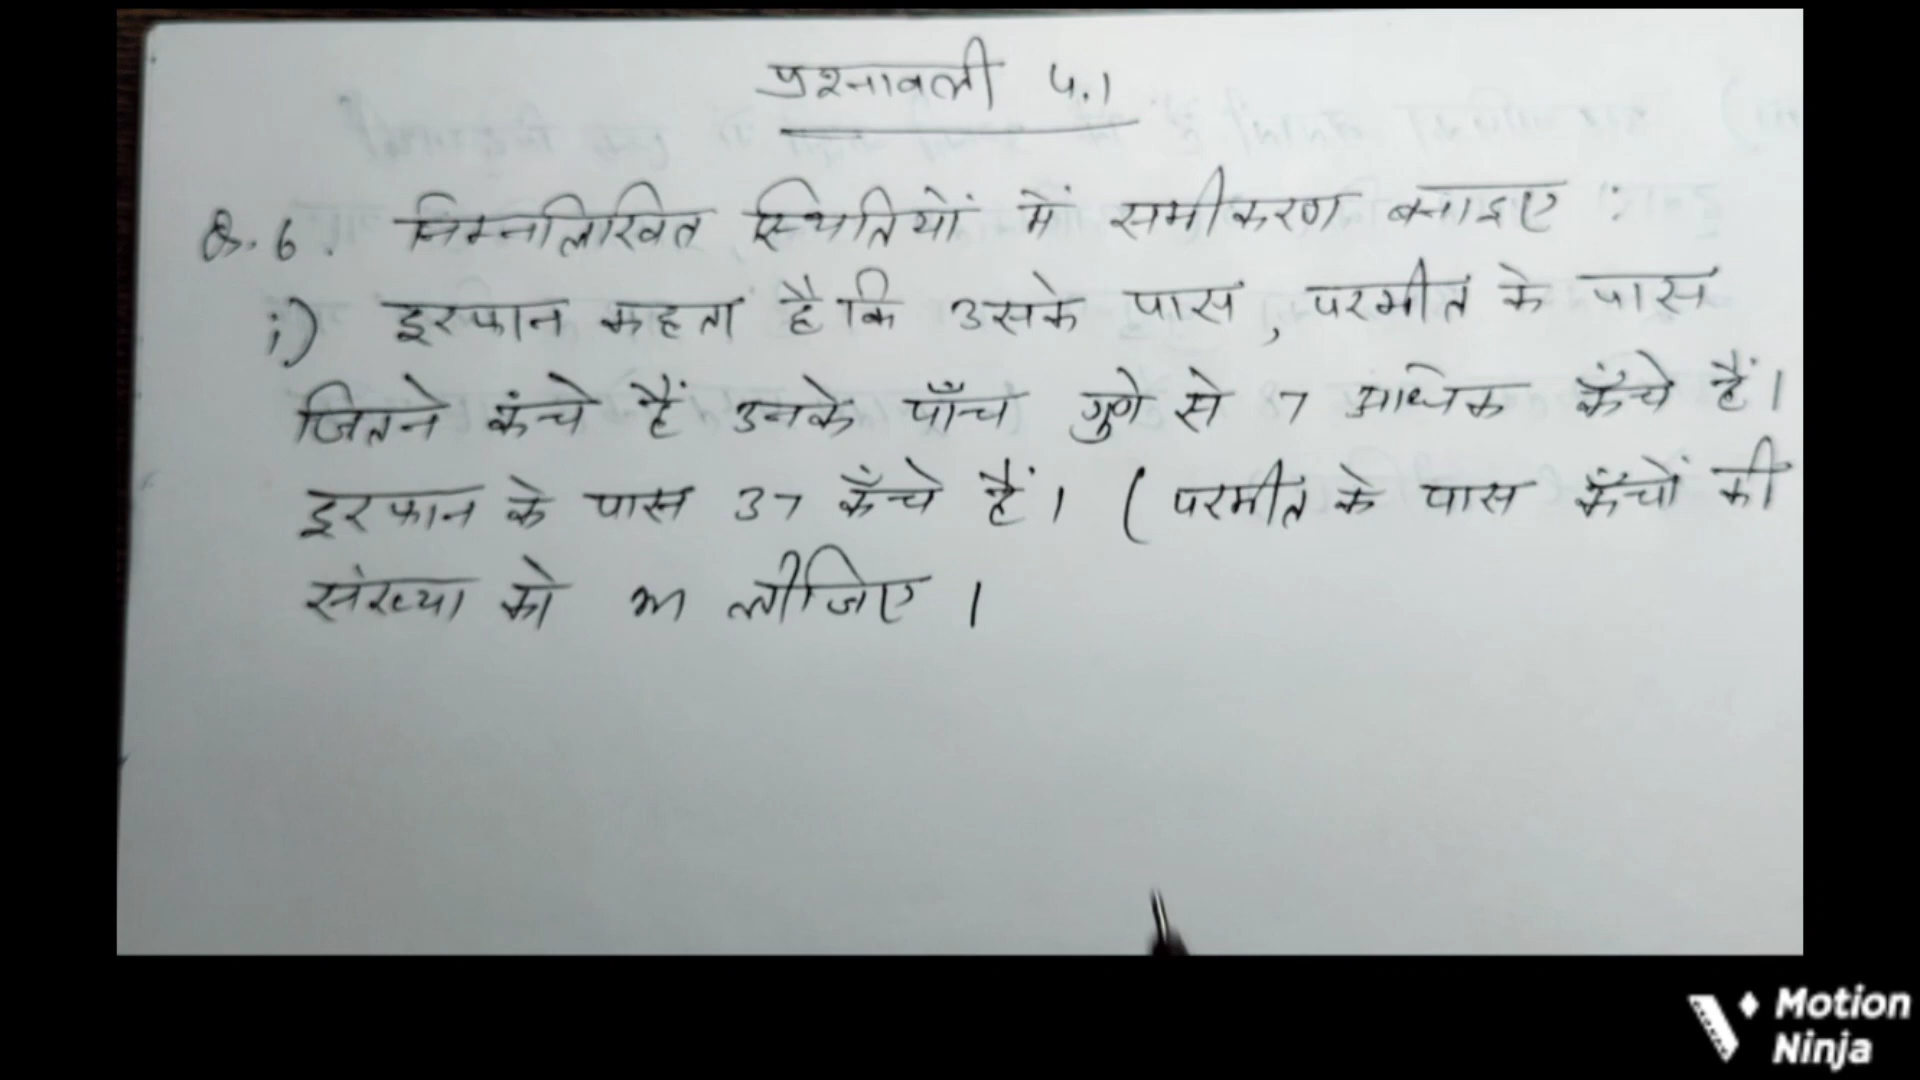 प्रश्नावली 4.1
Q.6. निम्नलिखित स्थितियों में समीकरण बनाइए :
i) इरफान कहता है कि उसके पास, परमीत के पास
जितने कंचे हैं उनके पाँच गुणे से 7 अधिक कँचे हैं।
इरफान के पास 37 कँचे हैं। (परमीत के पास कँचों की
संख्या को m लीजिए।
Motion
Ninja